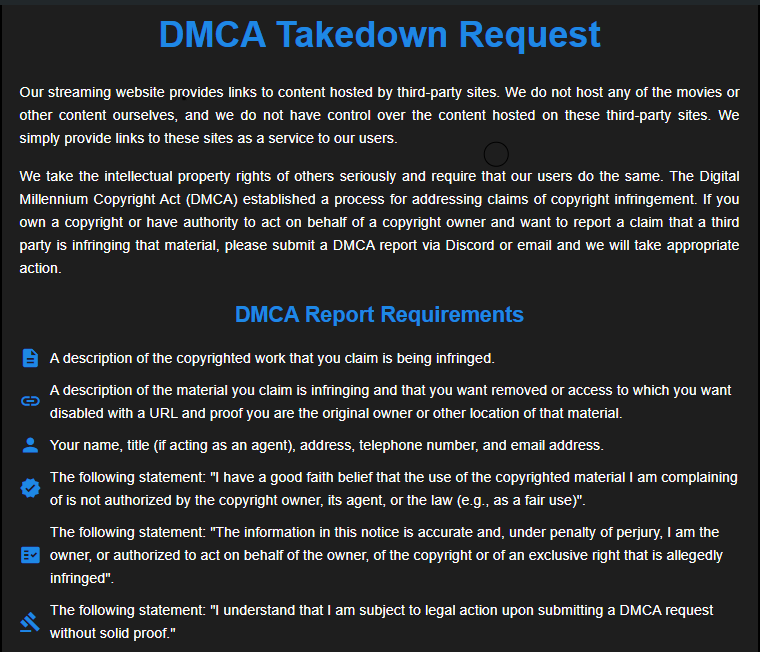 DMCA Takedown Request
Our streaming website provides links to content hosted by third-party sites. We do not host any of the movies or
other content ourselves, and we do not have control over the content hosted on these third-party sites. We
simply provide links to these sites as a service to our users.
We take the intellectual property rights of others seriously and require that our users do the same. The Digital
Millennium Copyright Act (DMCA) established a process for addressing claims of copyright infringement. If you
own a copyright or have authority to act on behalf of a copyright owner and want to report a claim that a third
party is infringing that material, please submit a DMCA report via Discord or email and we will take appropriate
action.
DMCA Report Requirements
A description of the copyrighted work that you claim is being infringed.
A description of the material you claim is infringing and that you want removed or access to which you want
disabled with a URL and proof you are the original owner or other location of that material.
Your name, title (if acting as an agent), address, telephone number, and email address.
The following statement: "I have a good faith belief that the use of the copyrighted material I am complaining
of is not authorized by the copyright owner, its agent, or the law (e.g., as a fair use)".
The following statement: "The information in this notice is accurate and, under penalty of perjury, I am the
owner, or authorized to act on behalf of the owner, of the copyright or of an exclusive right that is allegedly
infringed".
The following statement: "I understand that I am subject to legal action upon submitting a DMCA request
without solid proof."